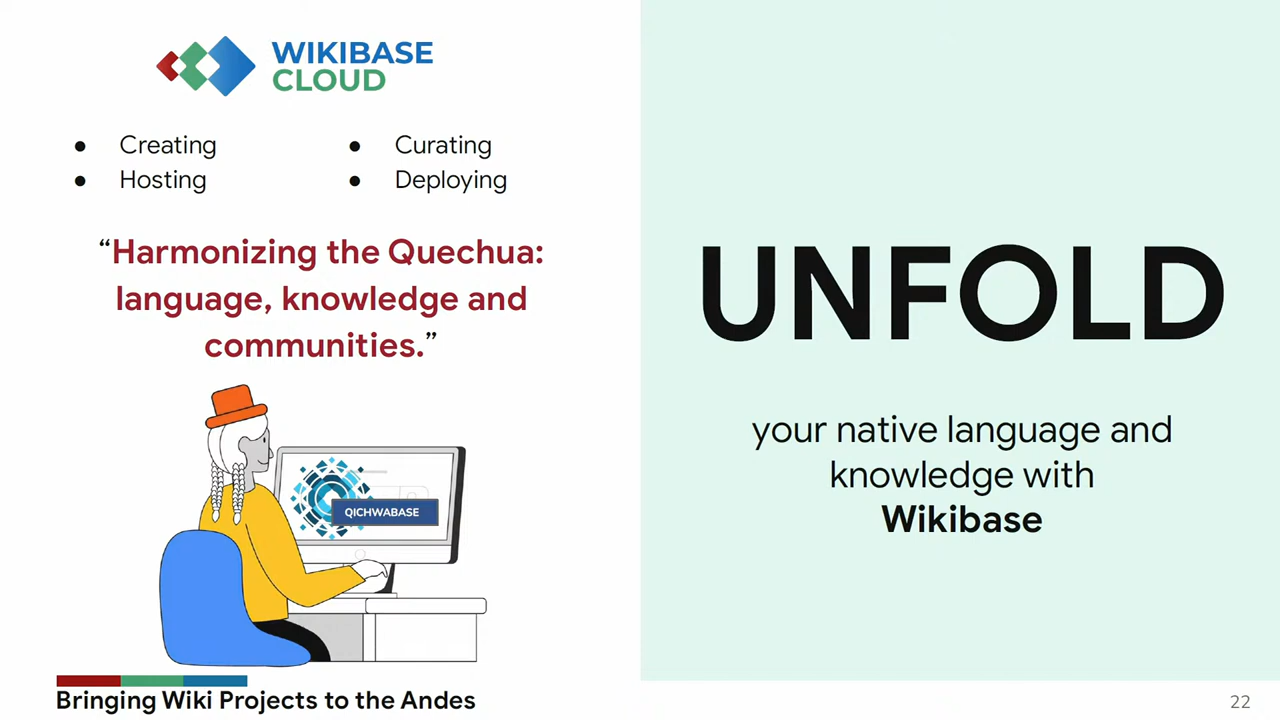 WIKIBASE
CLOUD
● Creating
● Hosting
● Curating
● Deploying
“Harmonizing the Quechua:
language, knowledge and
communities.”
QICHWABASE
Bringing Wiki Projects to the Andes
UNFOLD
your native language and
knowledge with
Wikibase
22